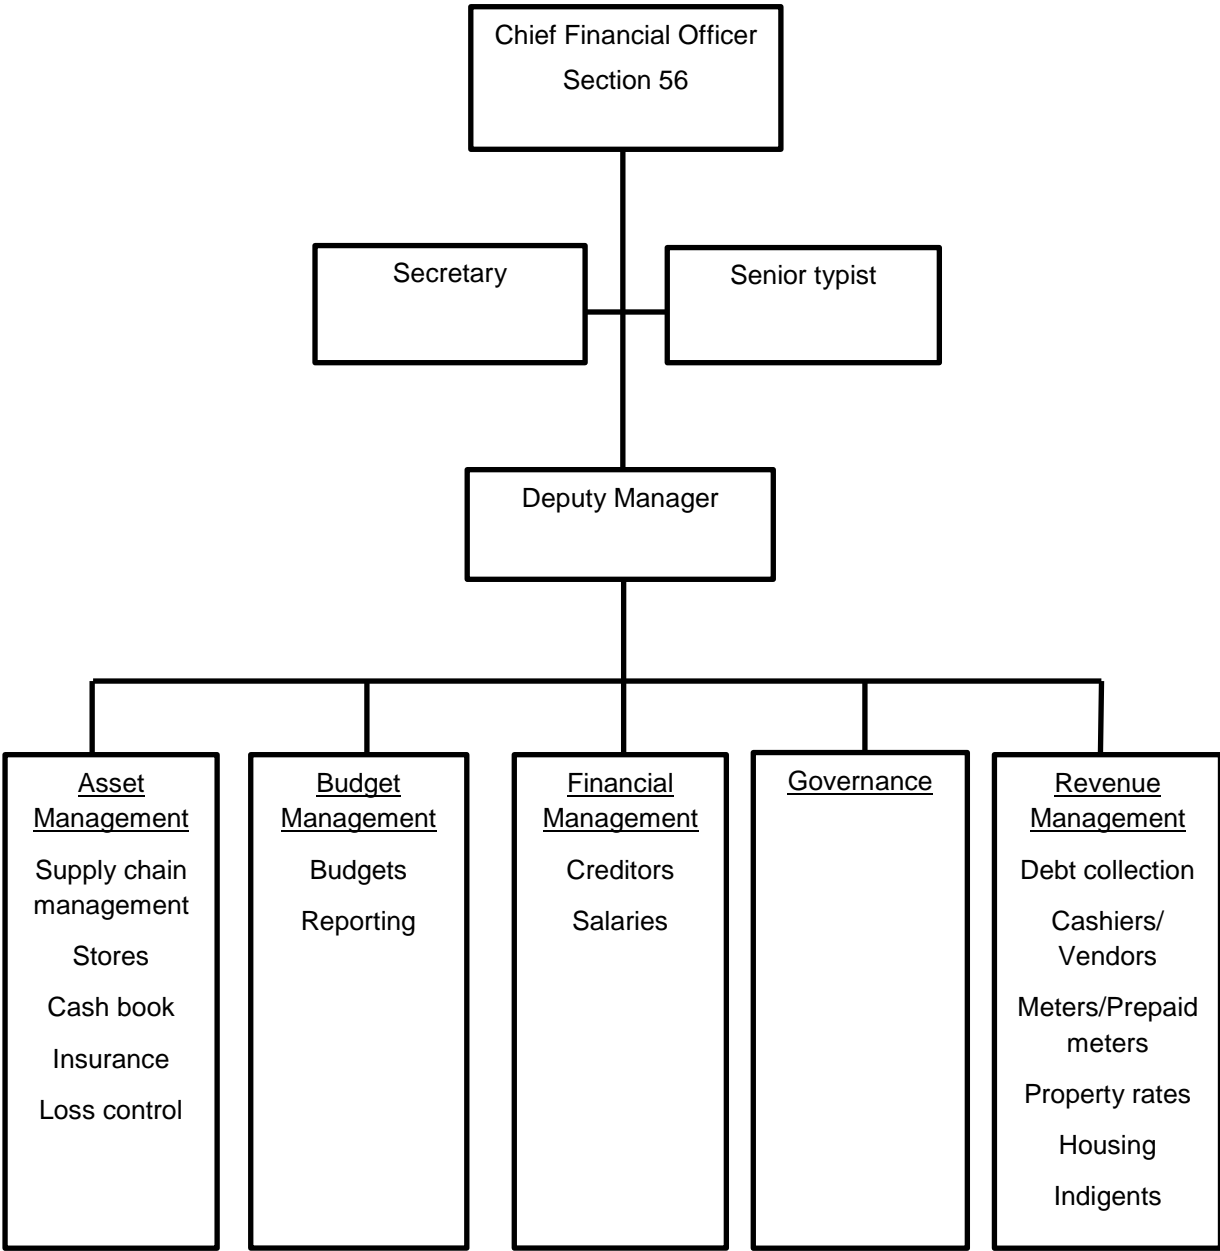 Chief Financial Officer
Section 56
Secretary
Senior typist
Deputy Manager
Asset
Management
Supply chain
management
Stores
Cash book
Insurance
Loss control
Budget
Management
Budgets
Reporting
Financial
Management
Creditors
Salaries
Governance
Revenue
Management
Debt collection
Cashiers/
Vendors
Meters/Prepaid
meters
Property rates
Housing
Indigents